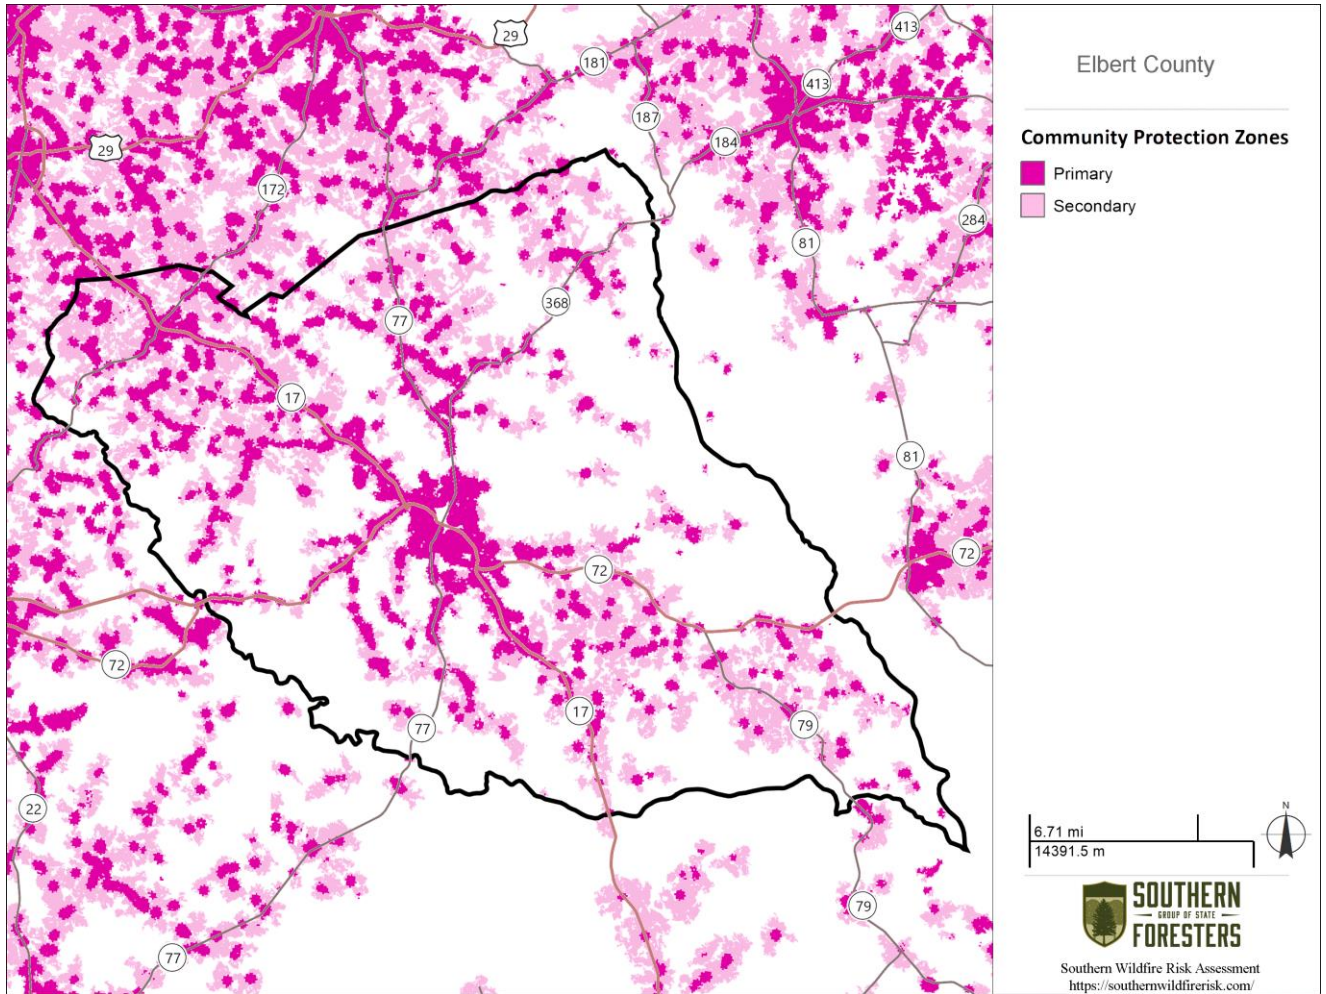 29
413
181
413
187
29
184
172
284
81
368
77
17
81
72
72
72
17
79
77
22
79
77
Elbert County
Community Protection Zones
Primary
Secondary
6.71 mi
14391.5 m
N
SOUTHERN
GROUP OF STATE
FORESTERS
Southern Wildfire Risk Assessment
https://southernwildfirerisk.com/